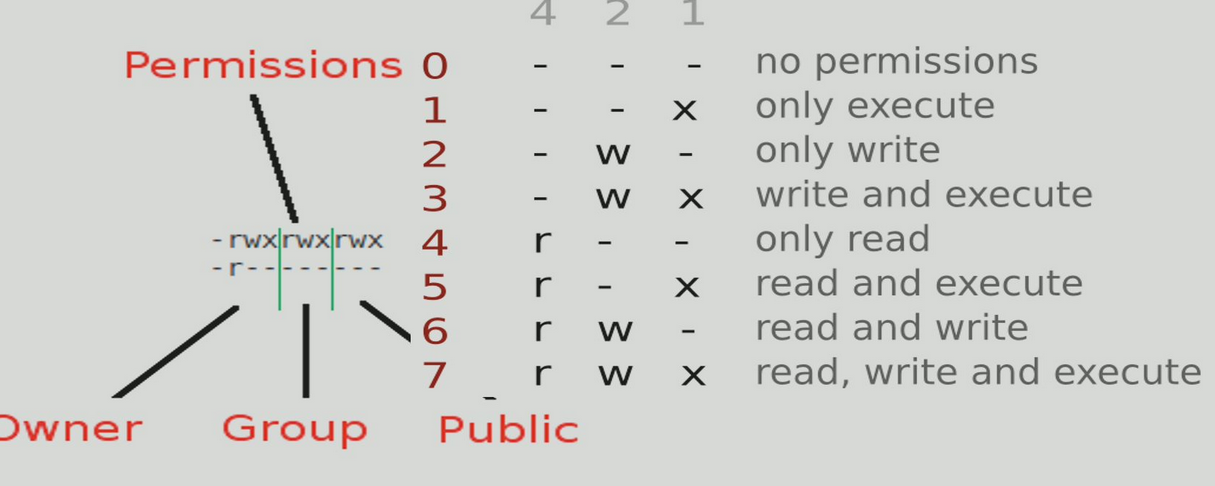 4 2 1
Permissions
0 - - - no permissions
1 - - x only execute
2 - w - only write
3 - w x write and execute
4 r - - only read
5 r - x read and execute
6 r w - read and write
7 r w x read, write and execute
-rwxrwxrwx
-r--------
Owner Group Public